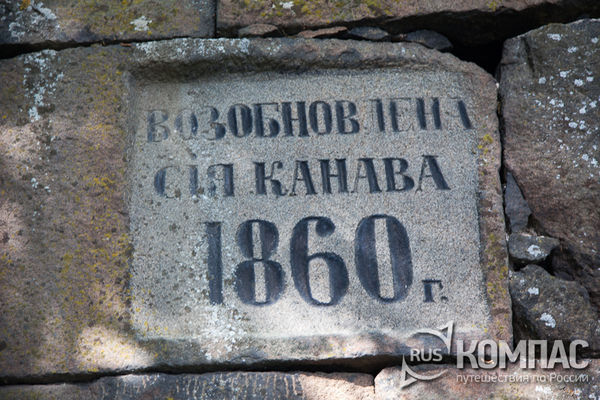 ВОЗОБНОВЛЕНА
СІЯ КАНАВА
1860 г.
RUS КОМПАС
путешествия по России